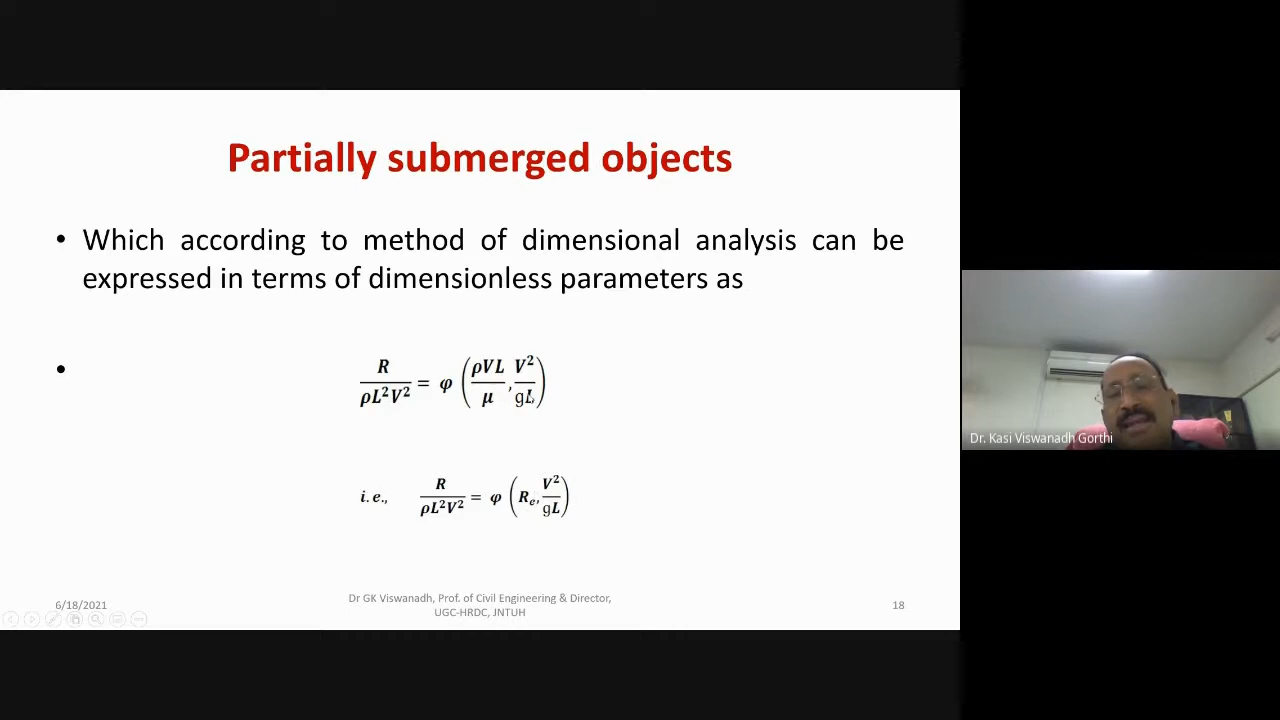 Partially submerged objects
• Which according to method of dimensional analysis can be
expressed in terms of dimensionless parameters as
• R/ρL²V² = φ (ρVL/μ, V²/gL)
i.e., R/ρL²V² = φ (Rₑ, V²/gL)
6/18/2021
Dr GK Viswanadh, Prof. of Civil Engineering & Director,
UGC-HRDC, JNTUH
18
Dr. Kasi Viswanadh Gorthi